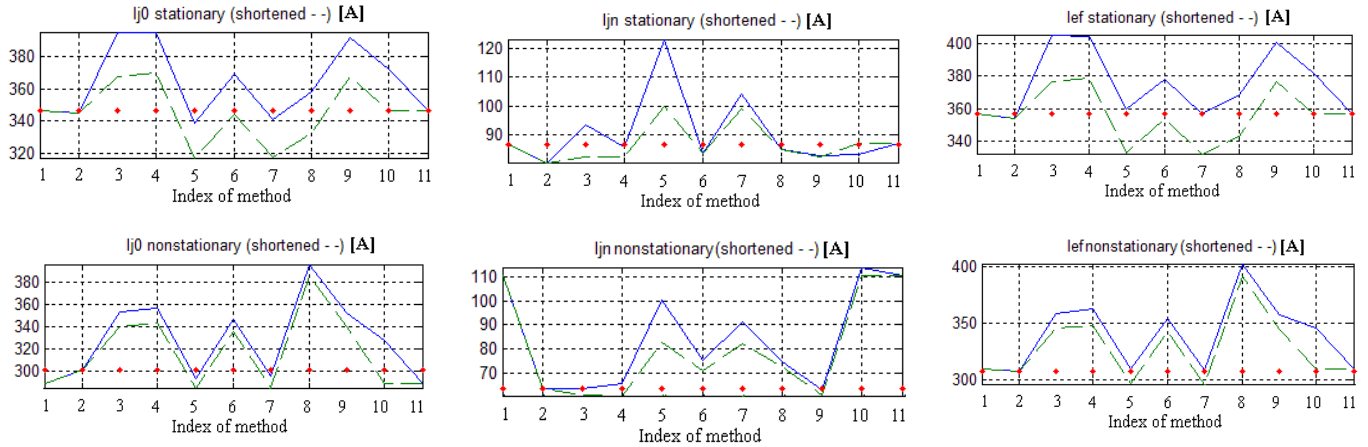 Ij0 stationary (shortened - -) [A]
380
360
340
320
1 2 3 4 5 6 7 8 9 10 11
Index of method
Ijn stationary (shortened - -) [A]
120
110
100
90
1 2 3 4 5 6 7 8 9 10 11
Index of method
Ief stationary (shortened - -) [A]
400
380
360
340
1 2 3 4 5 6 7 8 9 10 11
Index of method
Ij0 nonstationary (shortened - -) [A]
380
360
340
320
300
1 2 3 4 5 6 7 8 9 10 11
Index of method
Ijn nonstationary (shortened - -) [A]
110
100
90
80
70
1 2 3 4 5 6 7 8 9 10 11
Index of method
Ief nonstationary (shortened - -) [A]
400
350
300
1 2 3 4 5 6 7 8 9 10 11
Index of method